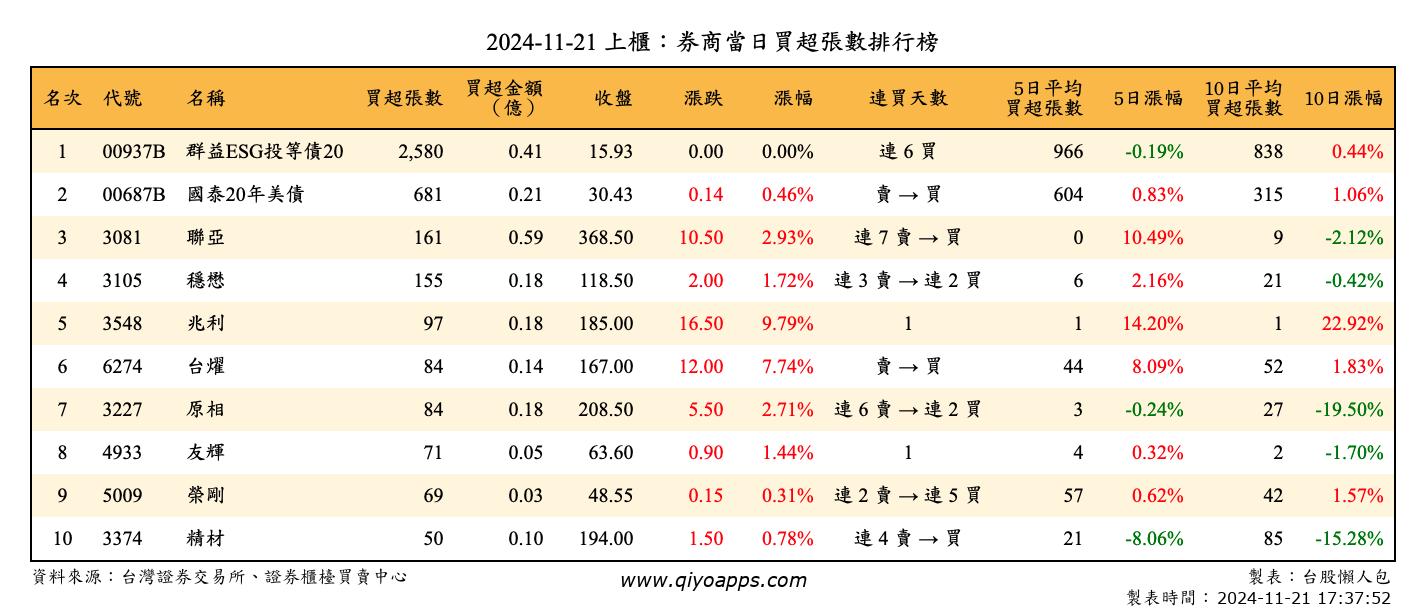 2024-11-21 上櫃：券商當日買超張數排行榜
名次 代號 名稱 買超張數 買超金額（億） 收盤 漲跌 漲幅 連買天數 5日平均買超張數 5日漲幅 10日平均買超張數 10日漲幅
1 00937B 群益ESG投等債20 2,580 0.41 15.93 0.00 0.00% 連 6 買 966 -0.19% 838 0.44%
2 00687B 國泰20年美債 681 0.21 30.43 0.14 0.46% 賣 → 買 604 0.83% 315 1.06%
3 3081 聯亞 161 0.59 368.50 10.50 2.93% 連 7 賣 → 買 0 10.49% 9 -2.12%
4 3105 穩懋 155 0.18 118.50 2.00 1.72% 連 3 賣 → 連 2 買 6 2.16% 21 -0.42%
5 3548 兆利 97 0.18 185.00 16.50 9.79% 1 1 14.20% 1 22.92%
6 6274 台燿 84 0.14 167.00 12.00 7.74% 賣 → 買 44 8.09% 52 1.83%
7 3227 原相 84 0.18 208.50 5.50 2.71% 連 6 賣 → 連 2 買 3 -0.24% 27 -19.50%
8 4933 友輝 71 0.05 63.60 0.90 1.44% 1 4 0.32% 2 -1.70%
9 5009 榮剛 69 0.03 48.55 0.15 0.31% 連 2 賣 → 連 5 買 57 0.62% 42 1.57%
10 3374 精材 50 0.10 194.00 1.50 0.78% 連 4 賣 → 買 21 -8.06% 85 -15.28%
資料來源：台灣證券交易所、證券櫃檯買賣中心 www.qiyoapps.com 製表：台股懶人包
製表時間：2024-11-21 17:37:52